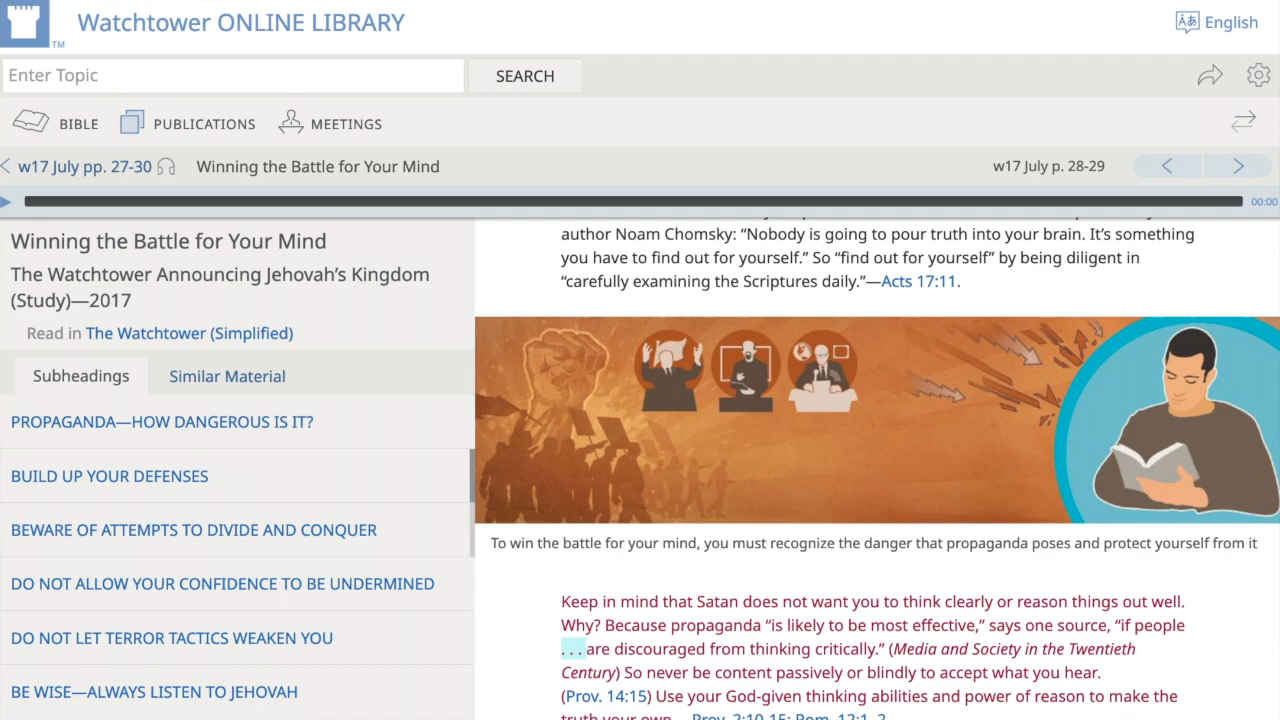 Watchtower ONLINE LIBRARY
TM
English
Enter Topic
SEARCH
BIBLE
PUBLICATIONS
MEETINGS
w17 July pp. 27-30
Winning the Battle for Your Mind
w17 July p. 28-29
00:00
Winning the Battle for Your Mind
The Watchtower Announcing Jehovah’s Kingdom
(Study)—2017
Read in The Watchtower (Simplified)
Subheadings
Similar Material
PROPAGANDA—HOW DANGEROUS IS IT?
BUILD UP YOUR DEFENSES
BEWARE OF ATTEMPTS TO DIVIDE AND CONQUER
DO NOT ALLOW YOUR CONFIDENCE TO BE UNDERMINED
DO NOT LET TERROR TACTICS WEAKEN YOU
BE WISE—ALWAYS LISTEN TO JEHOVAH
author Noam Chomsky: “Nobody is going to pour truth into your brain. It’s something
you have to find out for yourself.” So “find out for yourself” by being diligent in
“carefully examining the Scriptures daily.”—Acts 17:11.
To win the battle for your mind, you must recognize the danger that propaganda poses and protect yourself from it
Keep in mind that Satan does not want you to think clearly or reason things out well.
Why? Because propaganda “is likely to be most effective,” says one source, “if people
. . . are discouraged from thinking critically.” (Media and Society in the Twentieth
Century) So never be content passively or blindly to accept what you hear.
(Prov. 14:15) Use your God-given thinking abilities and power of reason to make the
truth your own.—Prov. 2:10-15; Rom. 12:1, 2.